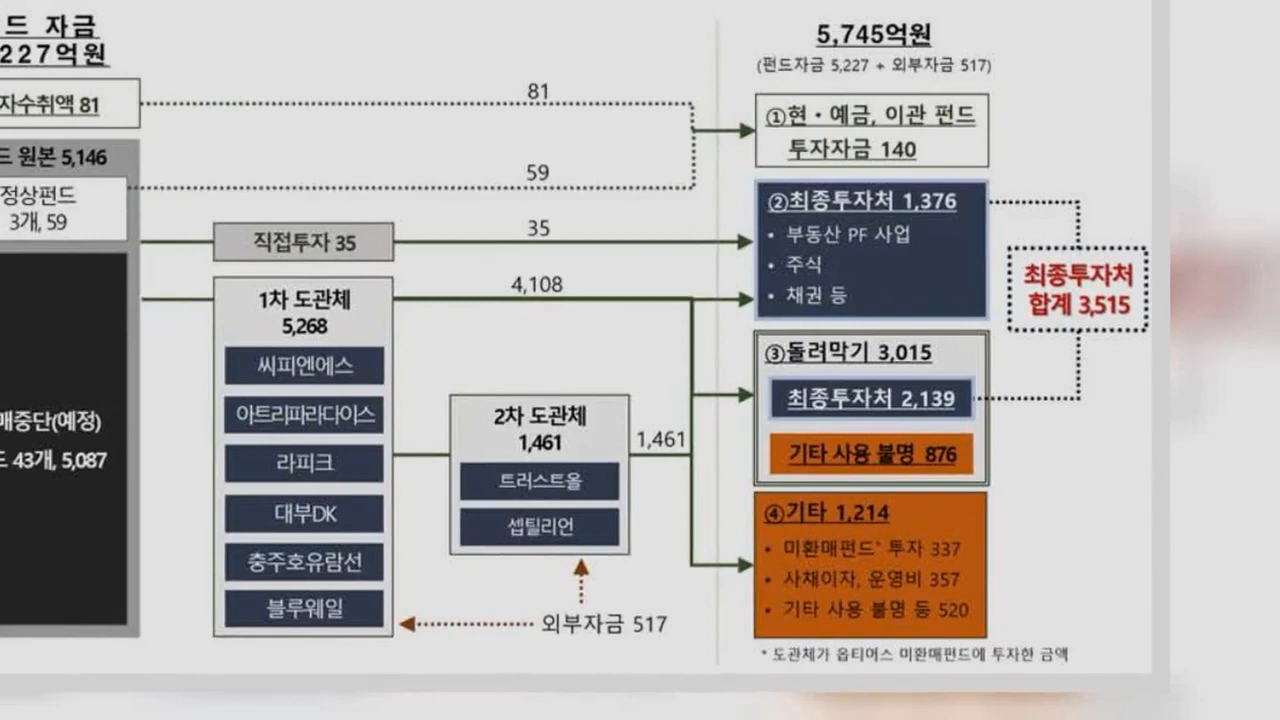 드 자금
227억원
자수취액 81
드 원본 5,146
정상펀드
3개, 59
매중단(예정)
드 43개, 5,087
81
59
직접투자 35
35
4,108
1차 도관체
5,268
씨피엔에스
아트리파라다이스
라피크
대부DK
충주호유람선
블루웨일
2차 도관체
1,461
트러스트올
셉틸리언
1,461
외부자금 517
5,745억원
(펀드자금 5,227 + 외부자금 517)
①현·예금, 이관 펀드
투자자금 140
②최종투자처 1,376
• 부동산 PF 사업
• 주식
• 채권 등
③돌려막기 3,015
최종투자처 2,139
기타 사용 불명 876
④기타 1,214
• 미환매펀드* 투자 337
• 사채이자, 운영비 357
• 기타 사용 불명 등 520
* 도관체가 옵티머스 미환매펀드에 투자한 금액
최종투자처
합계 3,515